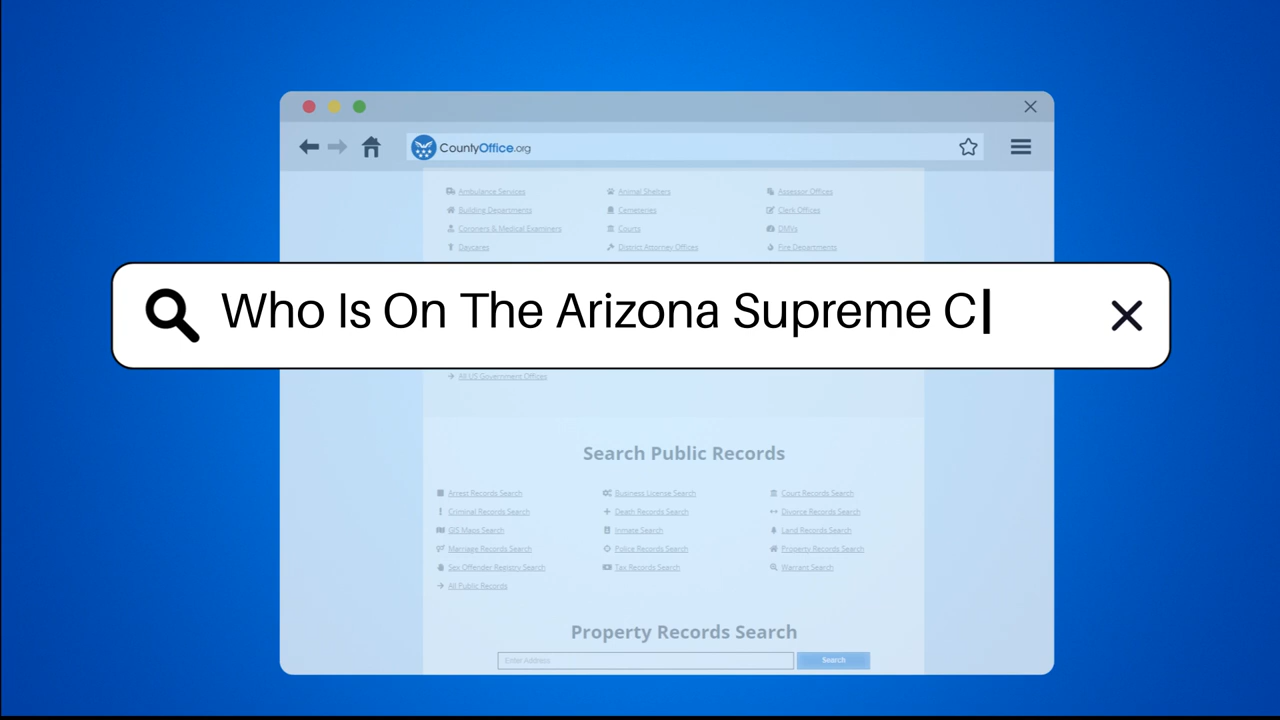 CountyOffice.org
Ambulance Services Animal Shelters Assessor Offices
Building Departments Cemeteries Clerk Offices
Coroners & Medical Examiners Courts DMVs
Daycares District Attorney Offices Fire Departments
Who Is On The Arizona Supreme C
All US Government Offices
Search Public Records
Arrest Records Search Business License Search Court Records Search
Criminal Records Search Death Records Search Divorce Records Search
GIS Maps Search Inmate Search Land Records Search
Marriage Records Search Police Records Search Property Records Search
Sex Offender Registry Search Tax Records Search Warrant Search
All Public Records
Property Records Search
Enter Address Search